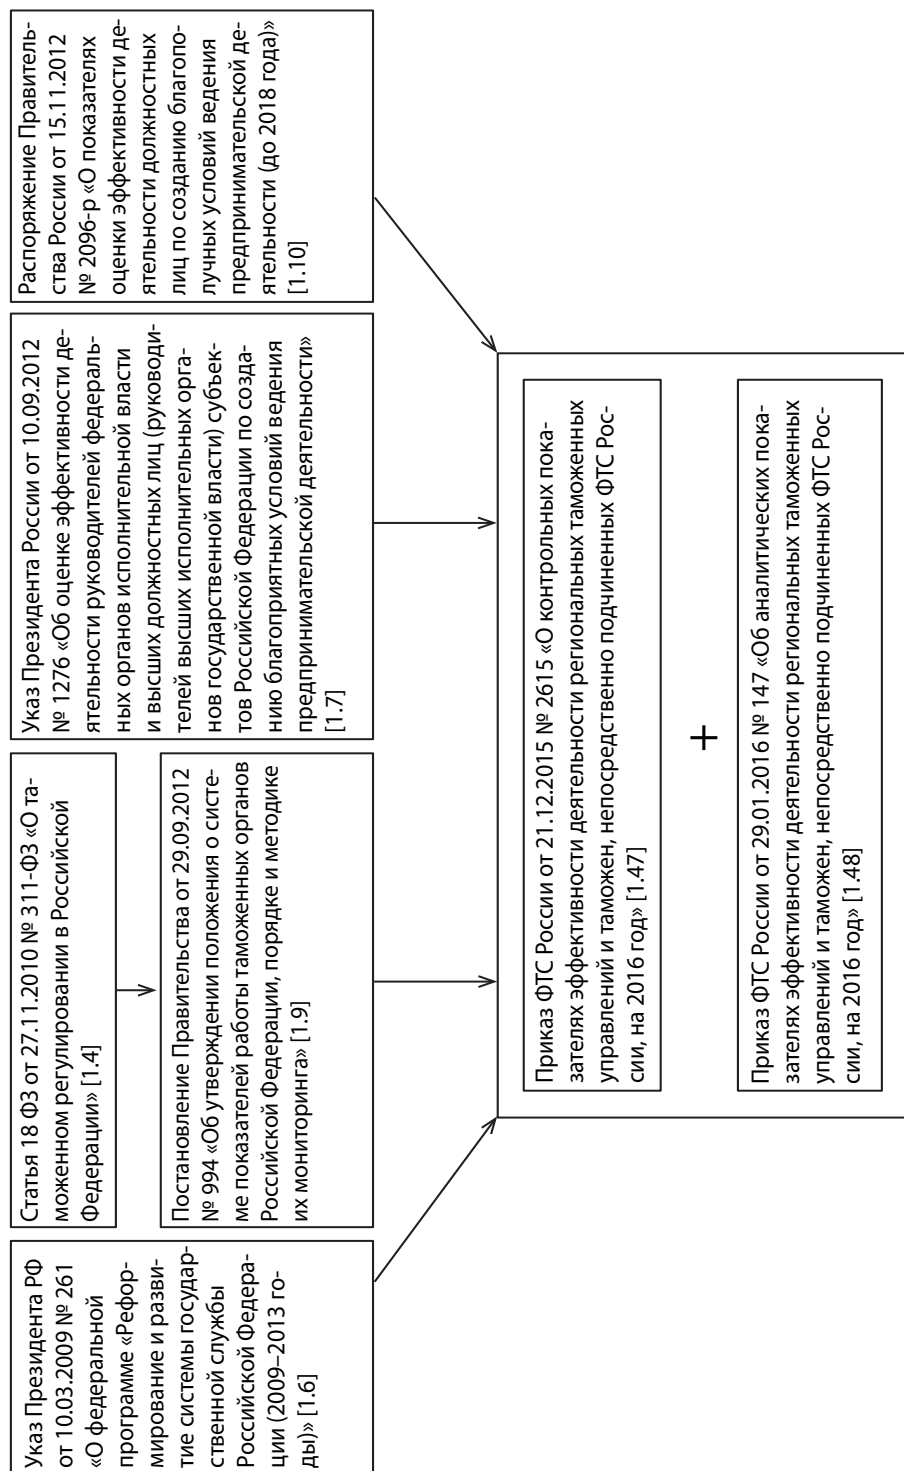 Указ Президента РФ
от 10.03.2009 № 261
«О федеральной
программе «Рефор-
мирование и разви-
тие системы государ-
ственной службы
Российской Федера-
ции (2009–2013 го-
ды)» [1.6]
Статья 18 ФЗ от 27.11.2010 № 311-ФЗ «О та-
моженном регулировании в Российской
Федерации» [1.4]
Постановление Правительства от 29.09.2012
№ 994 «Об утверждении положения о систе-
ме показателей работы таможенных органов
Российской Федерации, порядке и методике
их мониторинга» [1.9]
Указ Президента России от 10.09.2012
№ 1276 «Об оценке эффективности де-
ятельности руководителей федераль-
ных органов исполнительной власти
и высших должностных лиц (руководи-
телей высших исполнительных орга-
нов государственной власти) субъек-
тов Российской Федерации по созда-
нию благоприятных условий ведения
предпринимательской деятельности»
[1.7]
Распоряжение Правитель-
ства России от 15.11.2012
№ 2096-р «О показателях
оценки эффективности де-
ятельности должностных
лиц по созданию благопо-
лучных условий ведения
предпринимательской де-
ятельности (до 2018 года)»
[1.10]
Приказ ФТС России от 21.12.2015 № 2615 «О контрольных пока-
зателях эффективности деятельности региональных таможенных
управлений и таможен, непосредственно подчиненных ФТС Рос-
сии, на 2016 год» [1.47]
+
Приказ ФТС России от 29.01.2016 № 147 «Об аналитических пока-
зателях эффективности деятельности региональных таможенных
управлений и таможен, непосредственно подчиненных ФТС Рос-
сии, на 2016 год» [1.48]